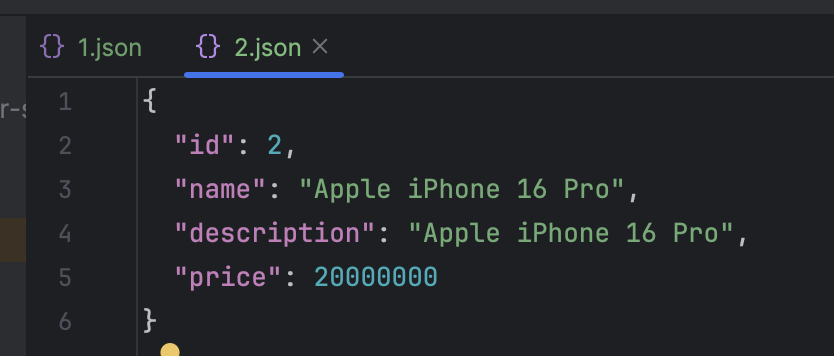 1.json
2.json
r-s
1 {
2 "id": 2,
3 "name": "Apple iPhone 16 Pro",
4 "description": "Apple iPhone 16 Pro",
5 "price": 20000000
6 }